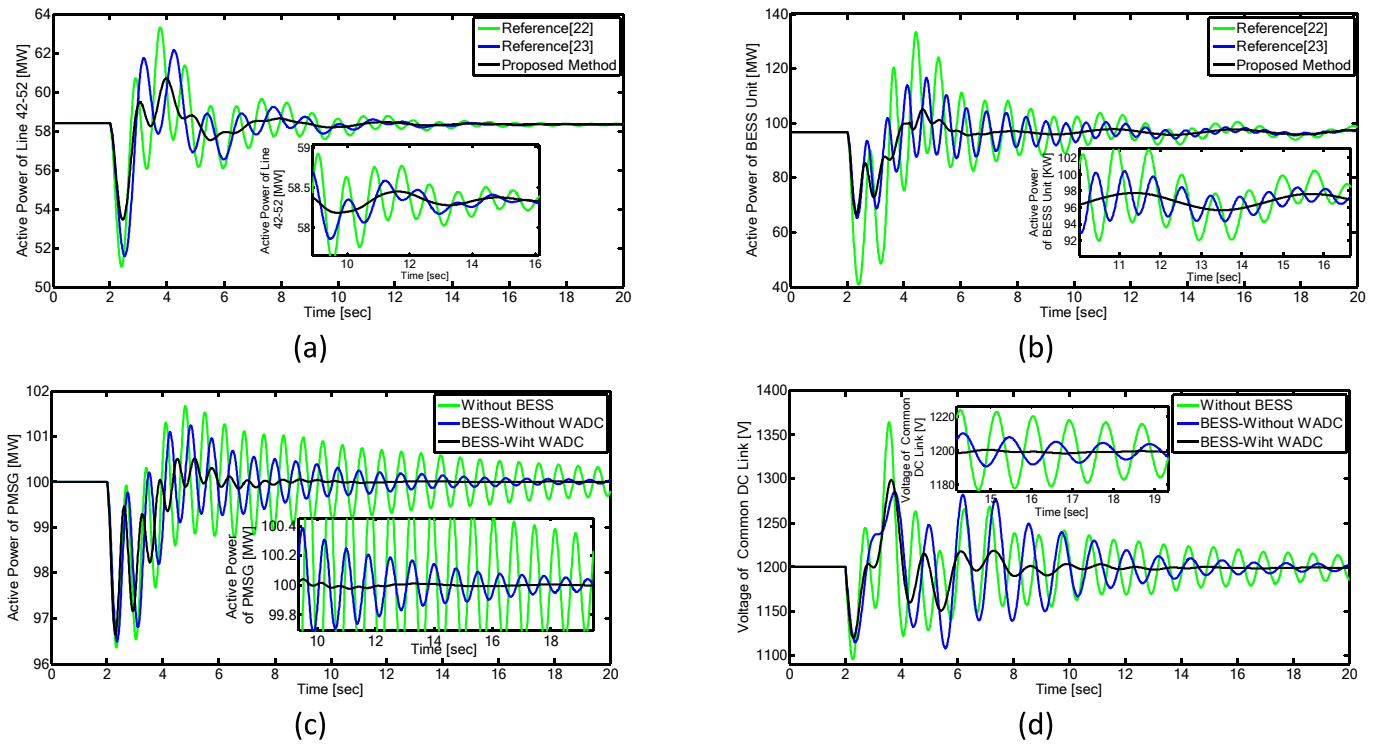 64
62
60
58
56
54
52
50
Active Power of Line 42-52 [MW]
Reference[22]
Reference[23]
Proposed Method
59
58.5
58
Active Power of Line
42-52 [MW]
10 12 14 16
Time [sec]
0 2 4 6 8 10 12 14 16 18 20
Time [sec]
(a)
140
120
100
80
60
40
Active Power of BESS Unit [MW]
Reference[22]
Reference[23]
Proposed Method
102
100
98
96
94
92
Active Power
of BESS Unit [KW]
11 12 13 14 15 16
Time [sec]
0 2 4 6 8 10 12 14 16 18 20
Time [sec]
(b)
102
101
100
99
98
97
96
Active Power of PMSG [MW]
Without BESS
BESS-Without WADC
BESS-Wiht WADC
100.4
100.2
100
99.8
Active Power
of PMSG [MW]
10 12 14 16 18
Time [sec]
0 2 4 6 8 10 12 14 16 18 20
Time [sec]
(c)
1400
1350
1300
1250
1200
1150
1100
Voltage of Common DC Link [V]
Without BESS
BESS-Without WADC
BESS-Wiht WADC
1220
1200
1180
Voltage of Common
DC Link [V]
15 16 17 18 19
Time [sec]
0 2 4 6 8 10 12 14 16 18 20
Time [sec]
(d)